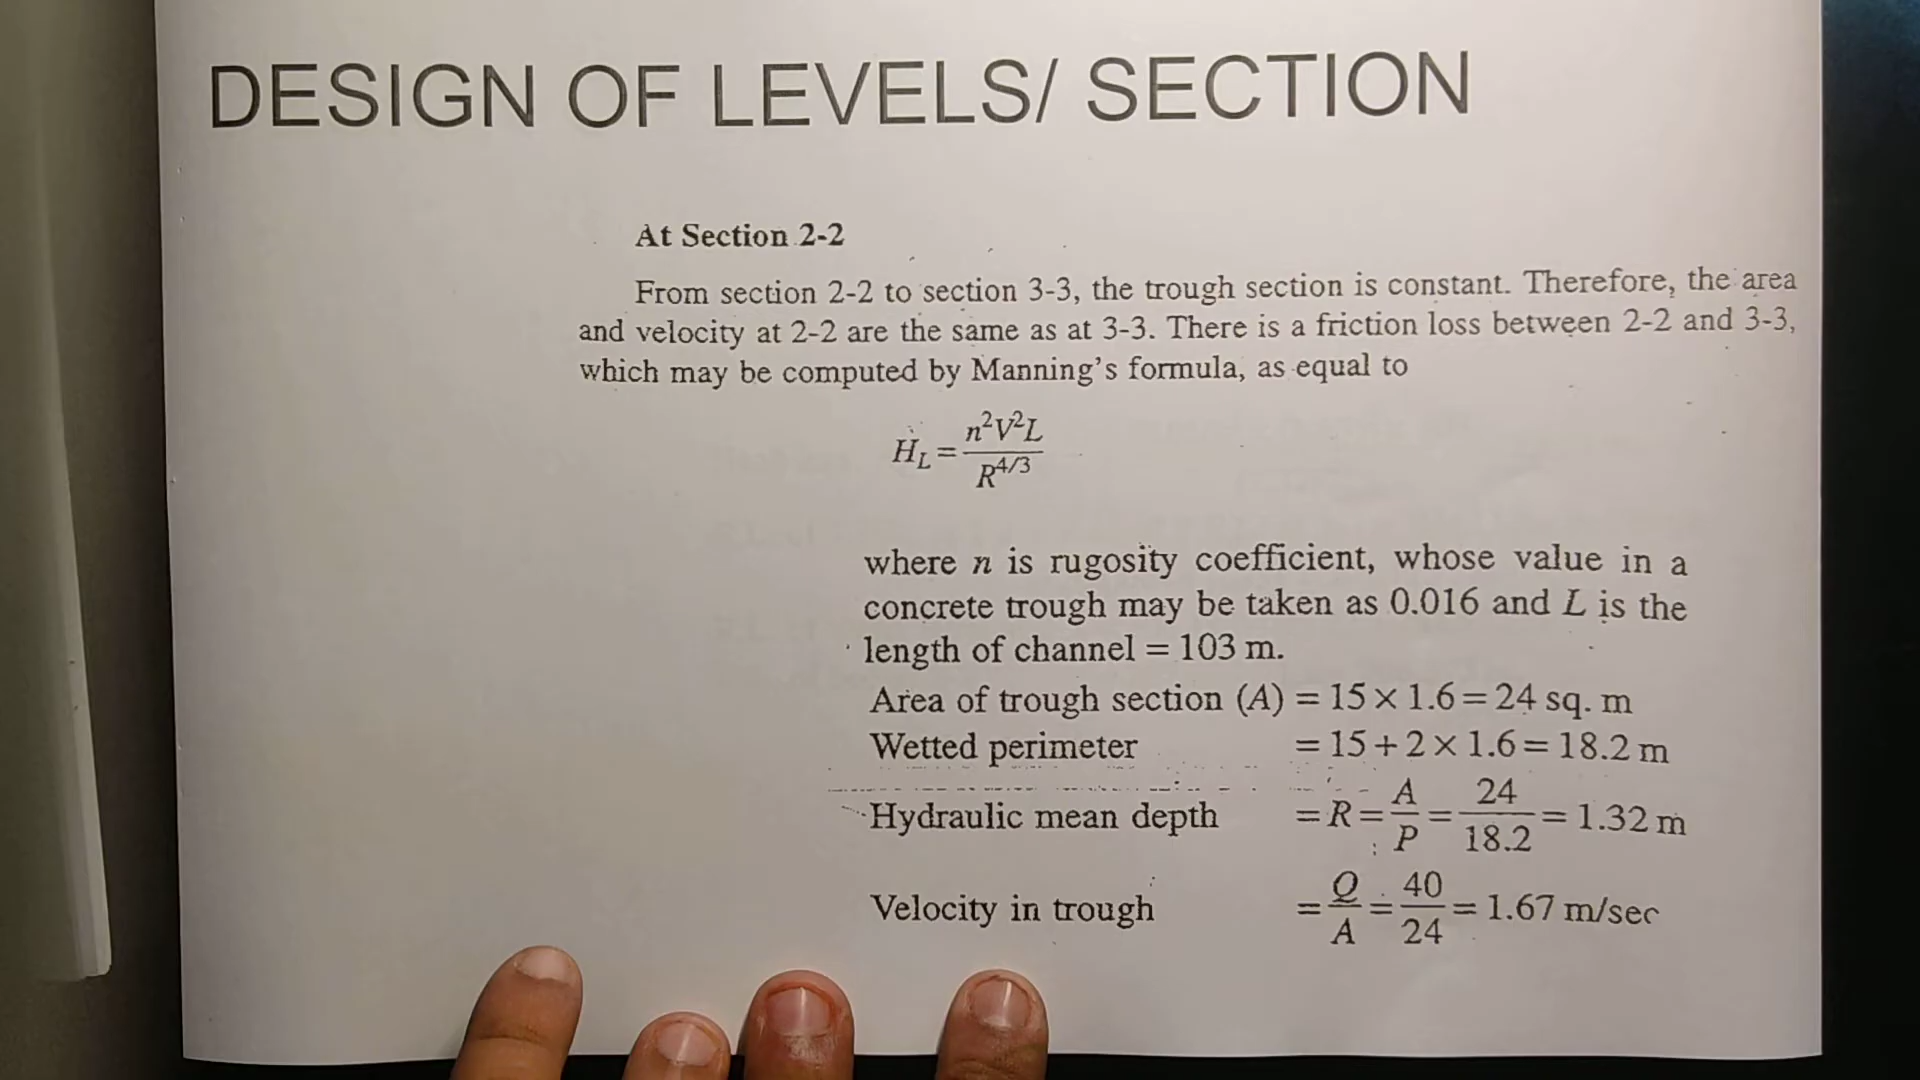 DESIGN OF LEVELS/ SECTION
At Section 2-2
From section 2-2 to section 3-3, the trough section is constant. Therefore, the area
and velocity at 2-2 are the same as at 3-3. There is a friction loss between 2-2 and 3-3,
which may be computed by Manning's formula, as equal to
H_L = n²V²L / R^4/3
where n is rugosity coefficient, whose value in a
concrete trough may be taken as 0.016 and L is the
length of channel = 103 m.
Area of trough section (A) = 15 × 1.6 = 24 sq. m
Wetted perimeter = 15 + 2 × 1.6 = 18.2 m
Hydraulic mean depth = R = A/P = 24/18.2 = 1.32 m
Velocity in trough = Q/A = 40/24 = 1.67 m/sec